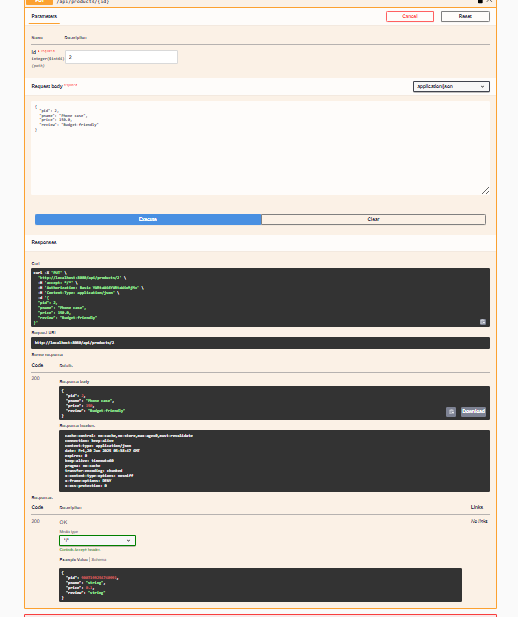 /api/products/{id}
Parameters
Cancel
Reset
Name
Description
id * required
integer($int64)
(path)
2
Request body required
application/json
{
"pid": 2,
"pname": "Phone case",
"price": 150.0,
"review": "Budget-friendly"
}
Execute
Clear
Responses
Curl
curl -X 'PUT' \
'http://localhost:8080/api/products/2' \
-H 'accept: */*' \
-H 'Authorization: Basic
-H 'Content-Type: application/json' \
-d '{
"pid": 2,
"pname": "Phone case",
"price": 150.0,
"review": "Budget-friendly"
}'
Request URL
http://localhost:8080/api/products/2
Server response
Code
Details
200
Response body
{
"pid":
"pname": "Phone case",
"price":
"review": "Budget-friendly"
}
Download
Response headers
cache-control: no-cache,no-store,max-age=0,must-revalidate
connection: keep-alive
content-type: application/json
date: Fri,20 Jun 2025
expires: 0
keep-alive: timeout=60
pragma: no-cache
transfer-encoding: chunked
x-content-type-options: nosniff
x-frame-options: DENY
x-xss-protection: 0
Responses
Code
Description
Links
200
OK
No links
Media type
*/*
Controls Accept header.
Example Value | Schema
{
"pid":
"pname": "string",
"price": 0.1,
"review": "string"
}